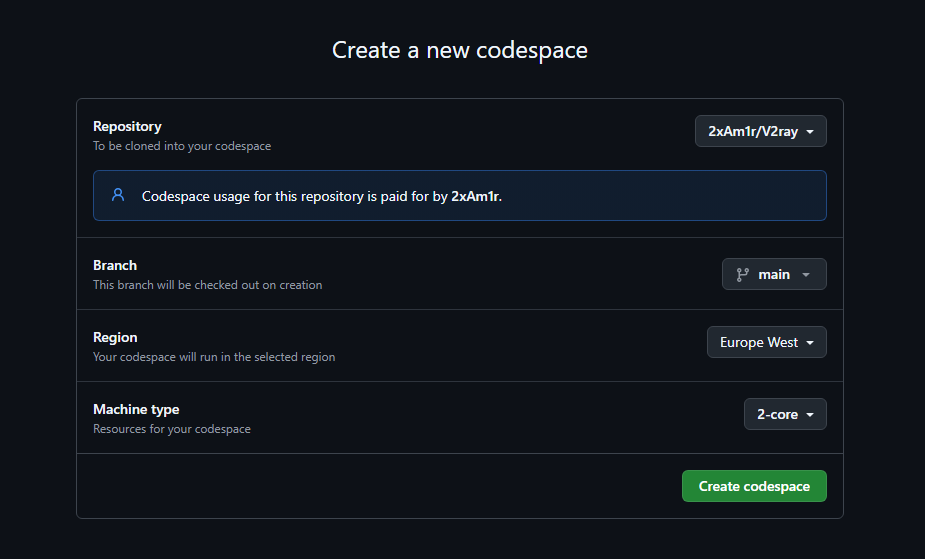 Create a new codespace
Repository
To be cloned into your codespace
2xAm1r/V2ray
Codespace usage for this repository is paid for by 2xAm1r.
Branch
This branch will be checked out on creation
main
Region
Your codespace will run in the selected region
Europe West
Machine type
Resources for your codespace
2-core
Create codespace